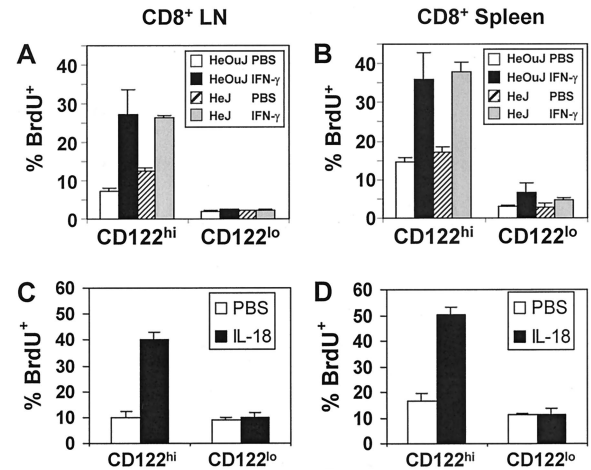 CD8⁺ LN
CD8⁺ Spleen
A
% BrdU⁺
40
30
20
10
0
HeOuJ PBS
HeOuJ IFN-γ
HeJ PBS
HeJ IFN-γ
CD122ʰⁱ
CD122ˡᵒ
B
% BrdU⁺
40
30
20
10
0
HeOuJ PBS
HeOuJ IFN-γ
HeJ PBS
HeJ IFN-γ
CD122ʰⁱ
CD122ˡᵒ
C
% BrdU⁺
60
50
40
30
20
10
0
PBS
IL-18
CD122ʰⁱ
CD122ˡᵒ
D
% BrdU⁺
60
50
40
30
20
10
0
PBS
IL-18
CD122ʰⁱ
CD122ˡᵒ